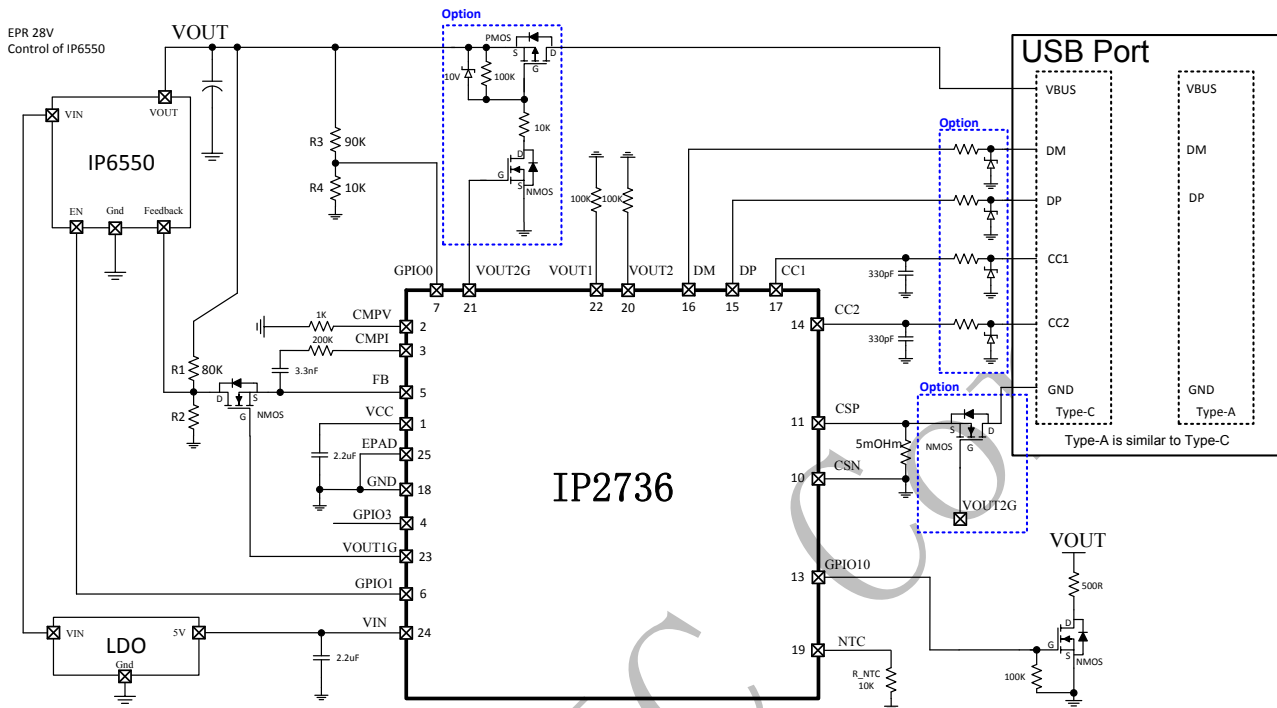 EPR 28V
Control of IP6550
VOUT
Option
PMOS
S
D
G
10V
100K
10K
D
G
S
NMOS
VIN
VOUT
IP6550
EN
Gnd
Feedback
R3
90K
R4
10K
100K
100K
USB Port
VBUS
DM
DP
CC1
CC2
GND
Type-C
VBUS
DM
DP
GND
Type-A
Type-A is similar to Type-C
Option
330pF
330pF
GPIO0
7
VOUT2G
21
VOUT1
22
VOUT2
20
DM
16
DP
15
CC1
17
CC2
14
1K
CMPV
2
200K
CMPI
3
3.3nF
R1
80K
R2
D
S
G
NMOS
FB
5
VCC
1
2.2uF
EPAD
25
GND
18
GPIO3
4
VOUT1G
23
GPIO1
6
VIN
24
2.2uF
VIN
5V
LDO
Gnd
IP2736
CSP
11
5mOHm
CSN
10
Option
S
D
NMOS
G
VOUT2G
GPIO10
13
NTC
19
R_NTC
10K
VOUT
500R
D
G
S
NMOS
100K